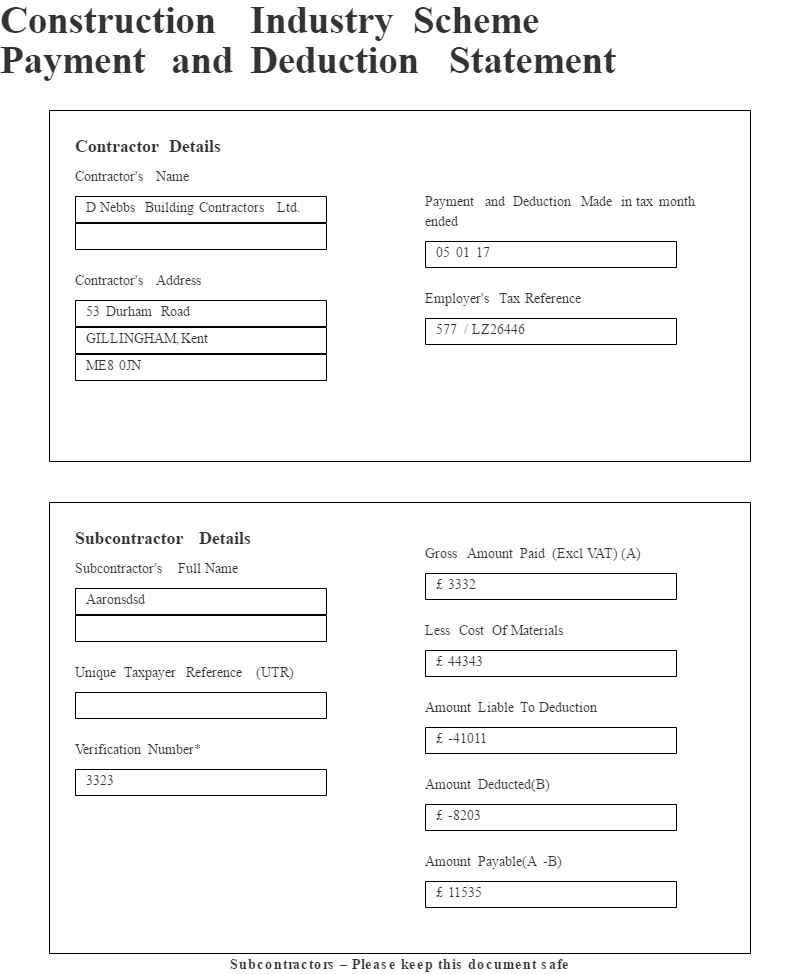 Construction Industry Scheme
Payment and Deduction Statement
Contractor Details
Contractor's Name
D Nebbs Building Contractors Ltd.
Contractor's Address
53 Durham Road
GILLINGHAM, Kent
ME8 0JN
Payment and Deduction Made in tax month
ended
05 01 17
Employer's Tax Reference
577 / LZ26446
Subcontractor Details
Subcontractor's Full Name
Aaronsdsd
Unique Taxpayer Reference (UTR)
Verification Number*
3323
Gross Amount Paid (Excl VAT) (A)
£ 3332
Less Cost Of Materials
£ 44343
Amount Liable To Deduction
£ -41011
Amount Deducted(B)
£ -8203
Amount Payable(A -B)
£ 11535
Subcontractors – Please keep this document safe